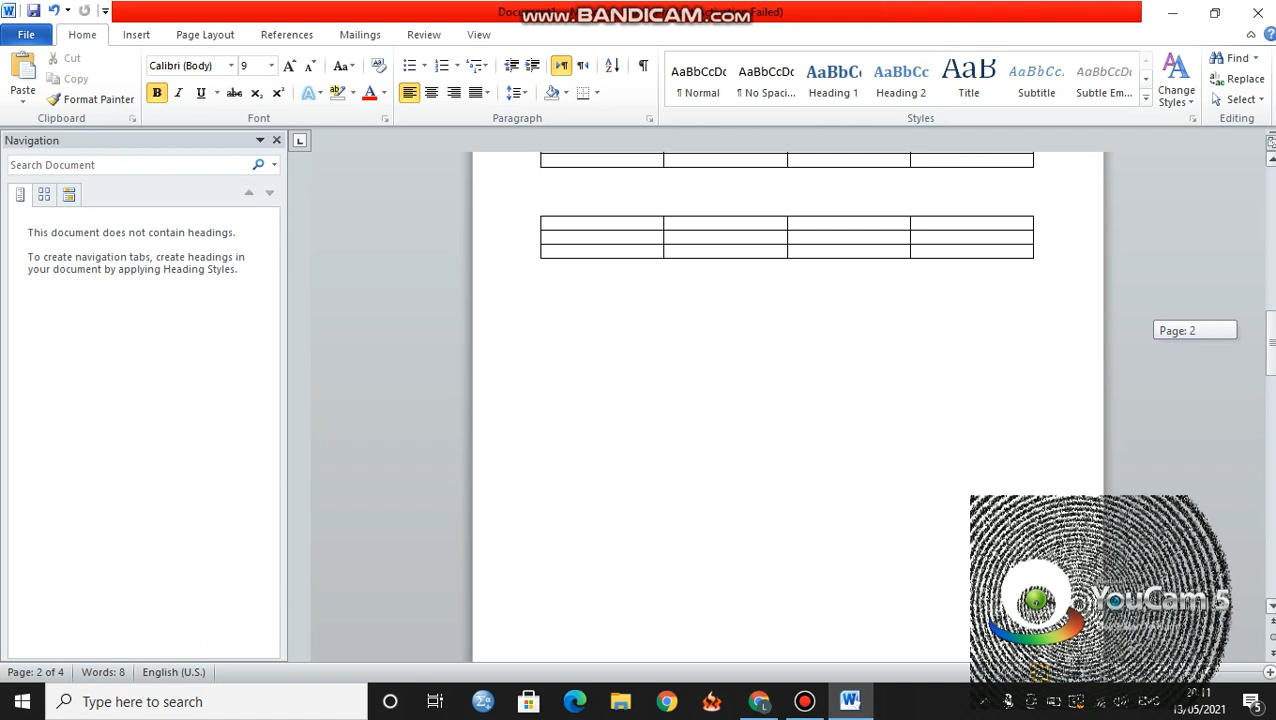 www.BANDICAM.com
File Home Insert Page Layout References Mailings Review View
Cut
Copy
Paste
Format Painter
Clipboard
Calibri (Body) 9
Font
Paragraph
AaBbCcDc AaBbCcDc AaBbCc AaBbCc AaB AaBbCc. AaBbCcDc
¶ Normal ¶ No Spaci... Heading 1 Heading 2 Title Subtitle Subtle Em...
Change
Styles
Styles
Find
Replace
Select
Editing
Navigation
Search Document
This document does not contain headings.
To create navigation tabs, create headings in
your document by applying Heading Styles.
Page: 2
YouCam 5
Page: 2 of 4 Words: 8 English (U.S.)
Type here to search
20:11
13/05/2021
5